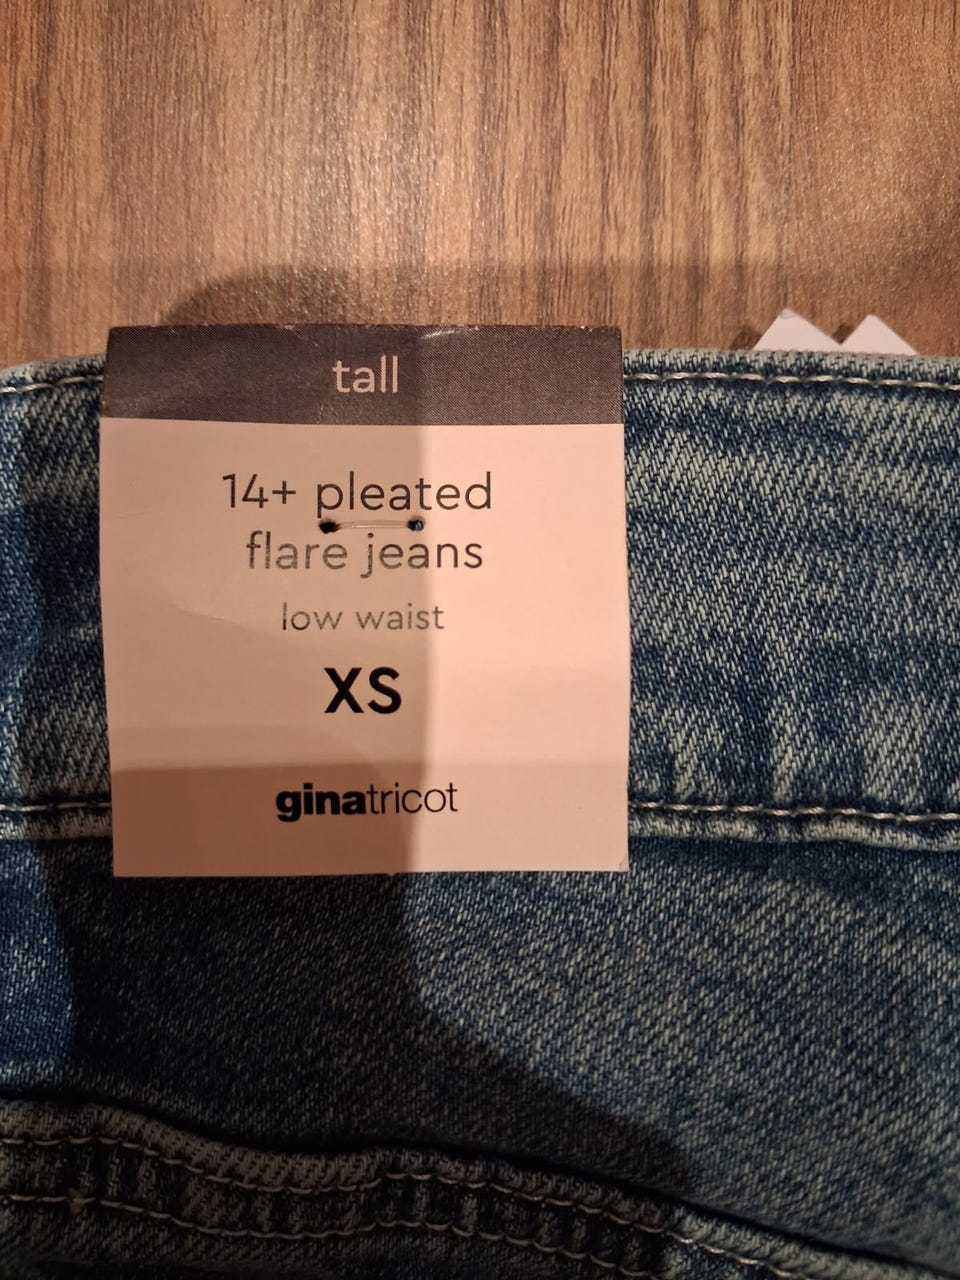 tall
14+ pleated
flare jeans
low waist
XS
ginatricot